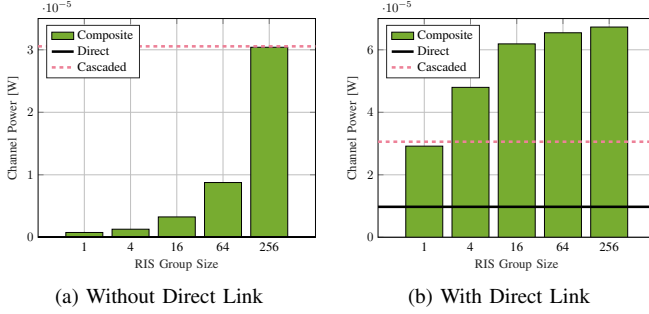 ·10⁻⁵
Composite
Direct
Cascaded
Channel Power [W]
3
2
1
0
1 4 16 64 256
RIS Group Size
(a) Without Direct Link
·10⁻⁵
Composite
Direct
Cascaded
Channel Power [W]
6
4
2
0
1 4 16 64 256
RIS Group Size
(b) With Direct Link